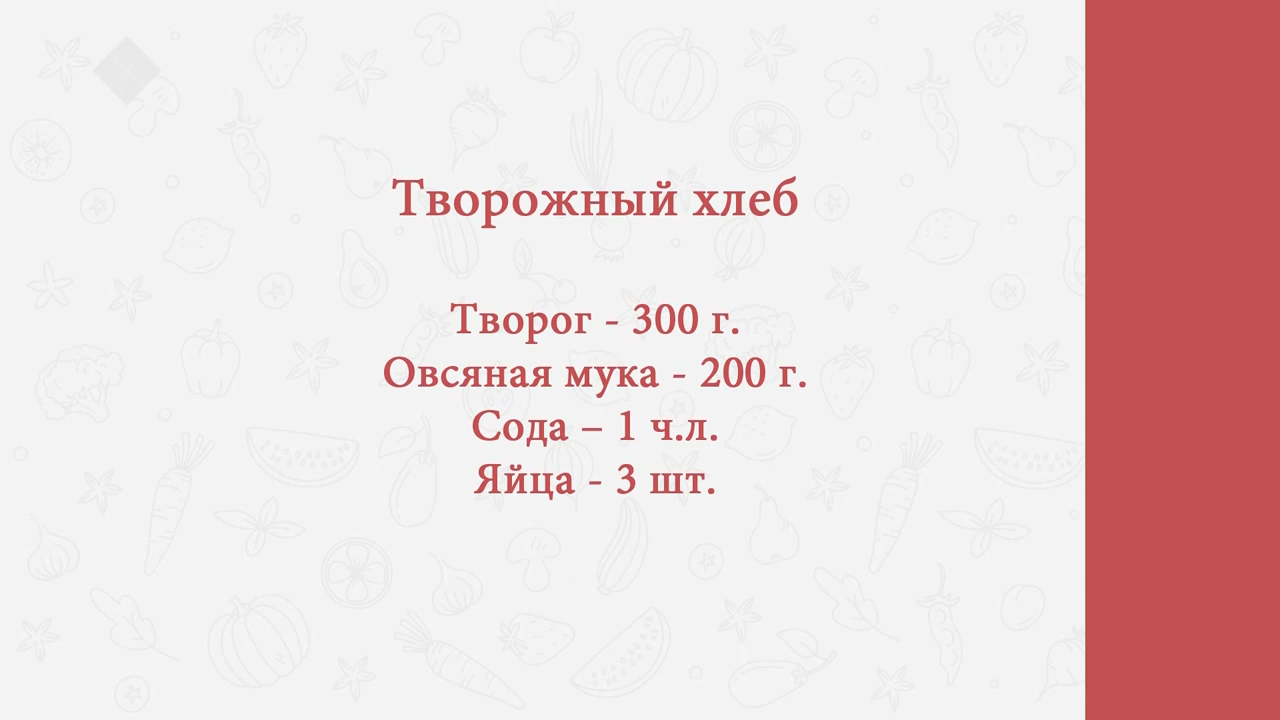 Творожный хлеб
Творог - 300 г.
Овсяная мука - 200 г.
Сода – 1 ч.л.
Яйца - 3 шт.